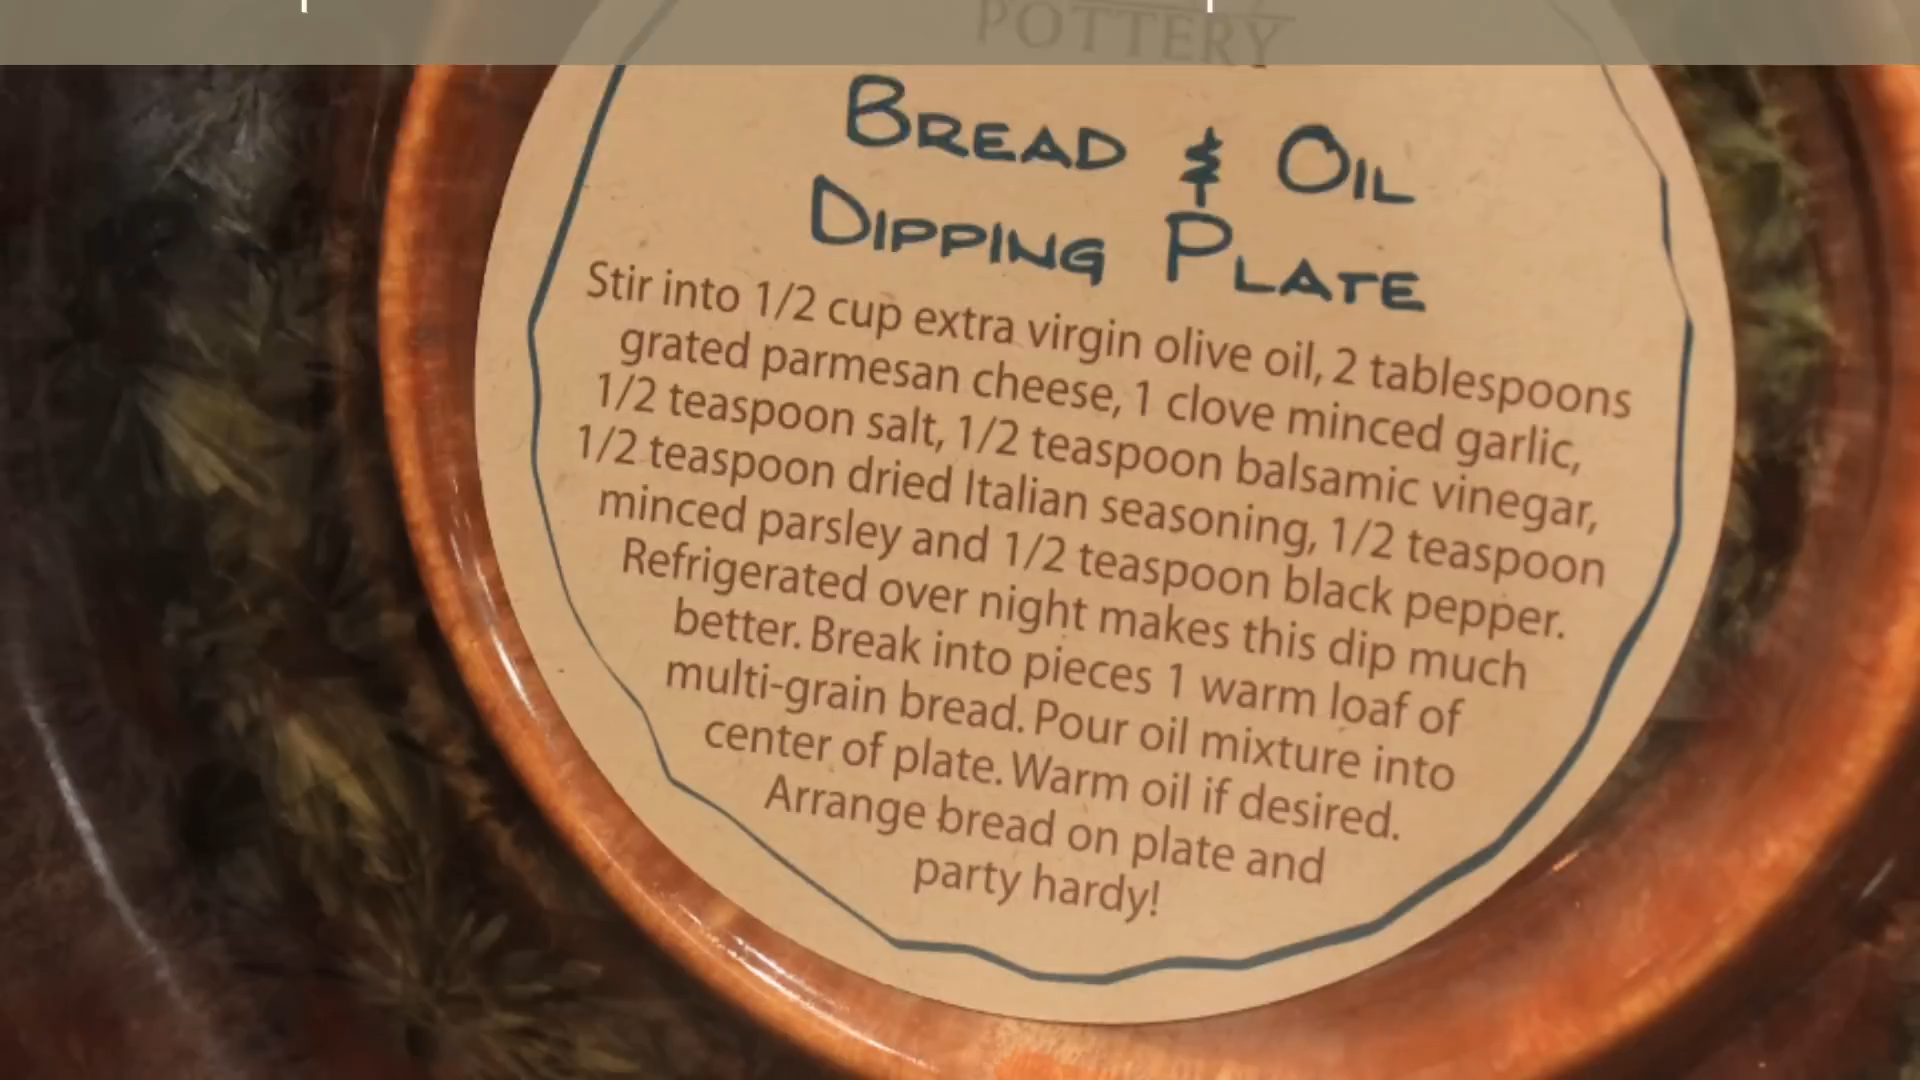 POTTERY
BREAD & OIL
DIPPING PLATE
Stir into 1/2 cup extra virgin olive oil, 2 tablespoons
grated parmesan cheese, 1 clove minced garlic,
1/2 teaspoon salt, 1/2 teaspoon balsamic vinegar,
1/2 teaspoon dried Italian seasoning, 1/2 teaspoon
minced parsley and 1/2 teaspoon black pepper.
Refrigerated over night makes this dip much
better. Break into pieces 1 warm loaf of
multi-grain bread. Pour oil mixture into
center of plate. Warm oil if desired.
Arrange bread on plate and
party hardy!